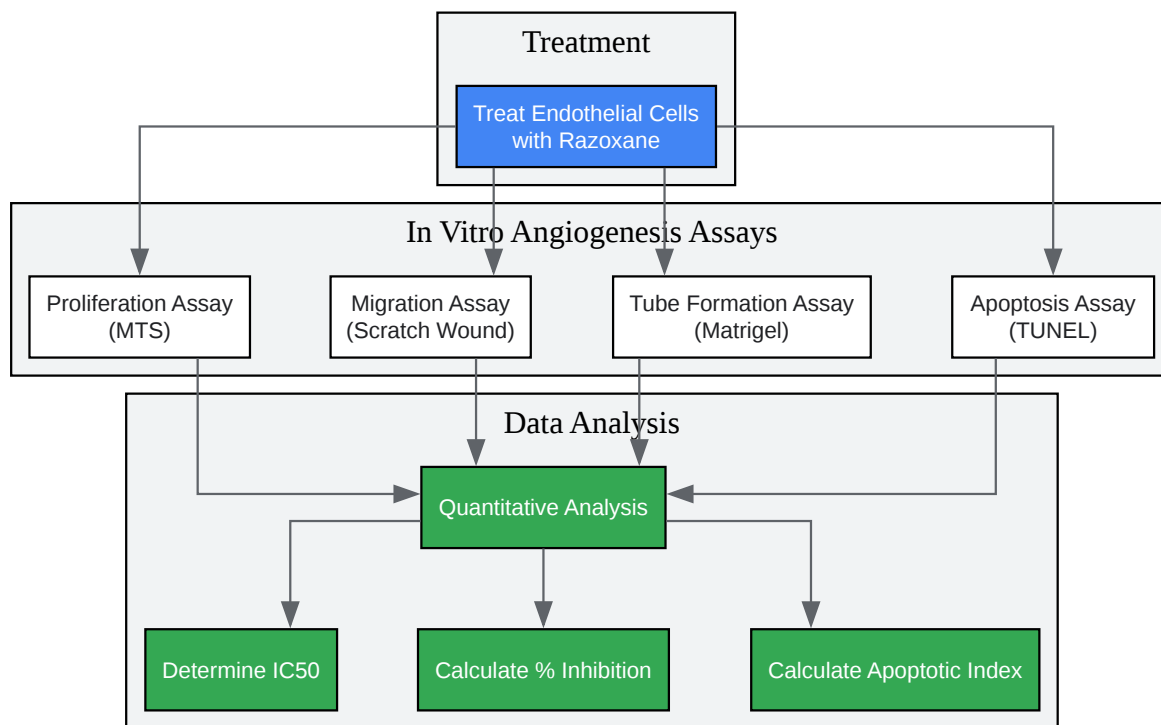 Treatment
Treat Endothelial Cells
with Razoxane
In Vitro Angiogenesis Assays
Proliferation Assay
(MTS)
Migration Assay
(Scratch Wound)
Tube Formation Assay
(Matrigel)
Apoptosis Assay
(TUNEL)
Data Analysis
Quantitative Analysis
Determine IC50
Calculate % Inhibition
Calculate Apoptotic Index